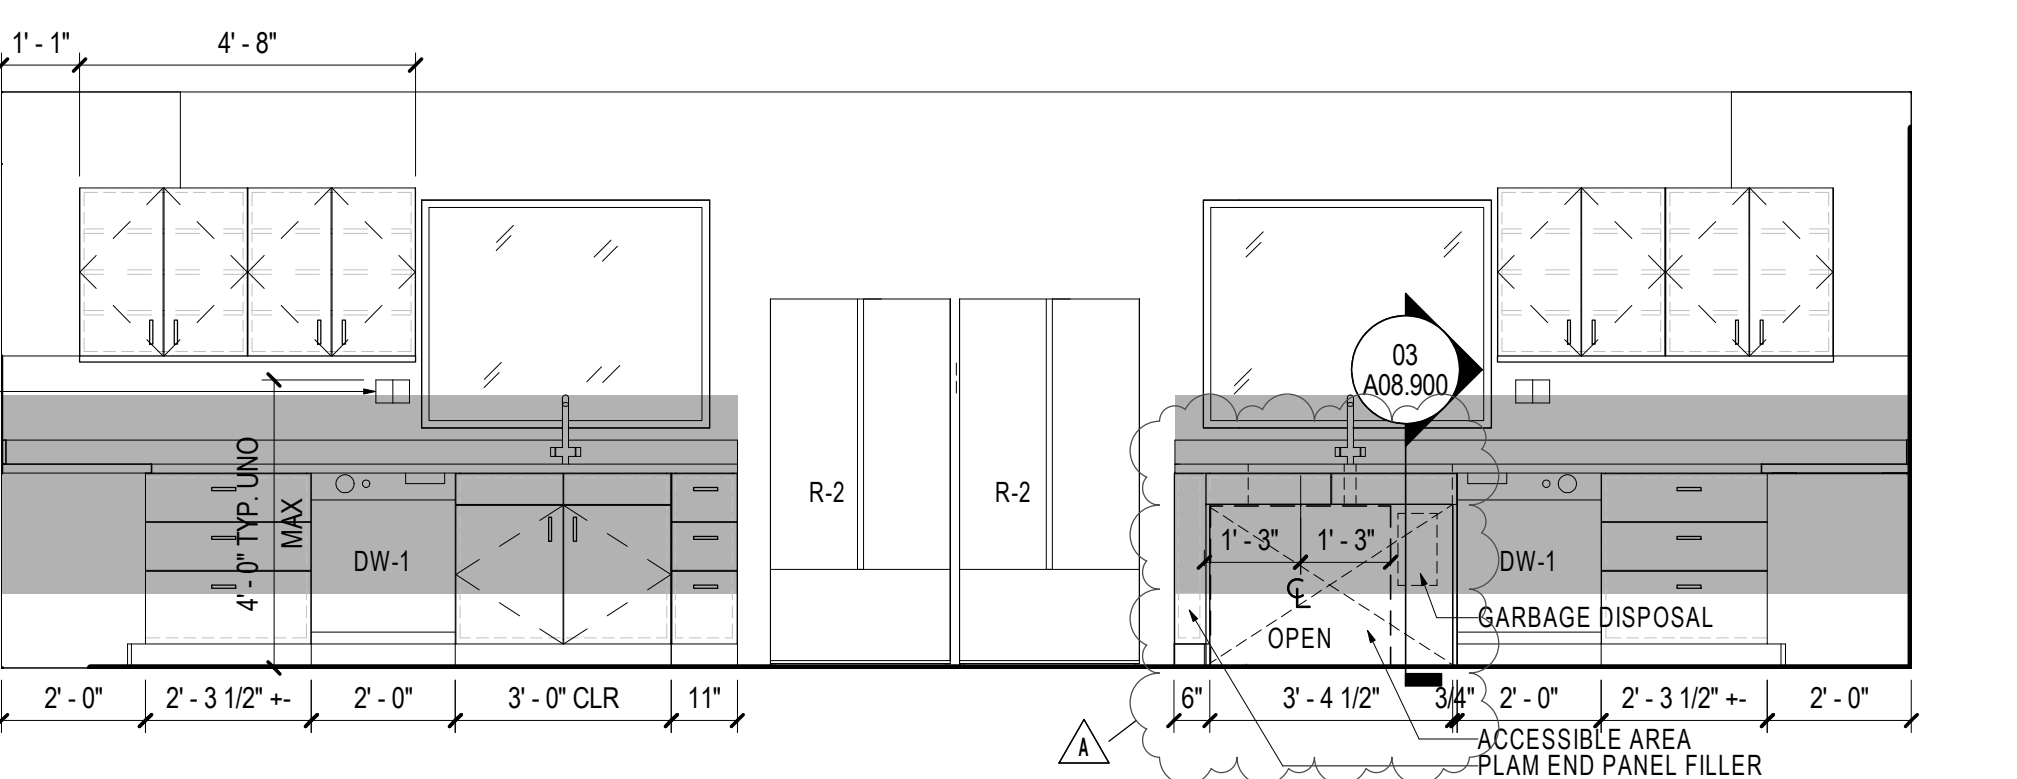 1' - 1"
4' - 8"
03
A08.900
4' - 0" TYP. UNO
MAX
R-2
R-2
DW-1
1' - 3"
1' - 3"
DW-1
℄
OPEN
GARBAGE DISPOSAL
2' - 0"
2' - 3 1/2" +-
2' - 0"
3' - 0" CLR
11"
6"
3' - 4 1/2"
3/4"
2' - 0"
2' - 3 1/2" +-
2' - 0"
A
ACCESSIBLE AREA
PLAM END PANEL FILLER